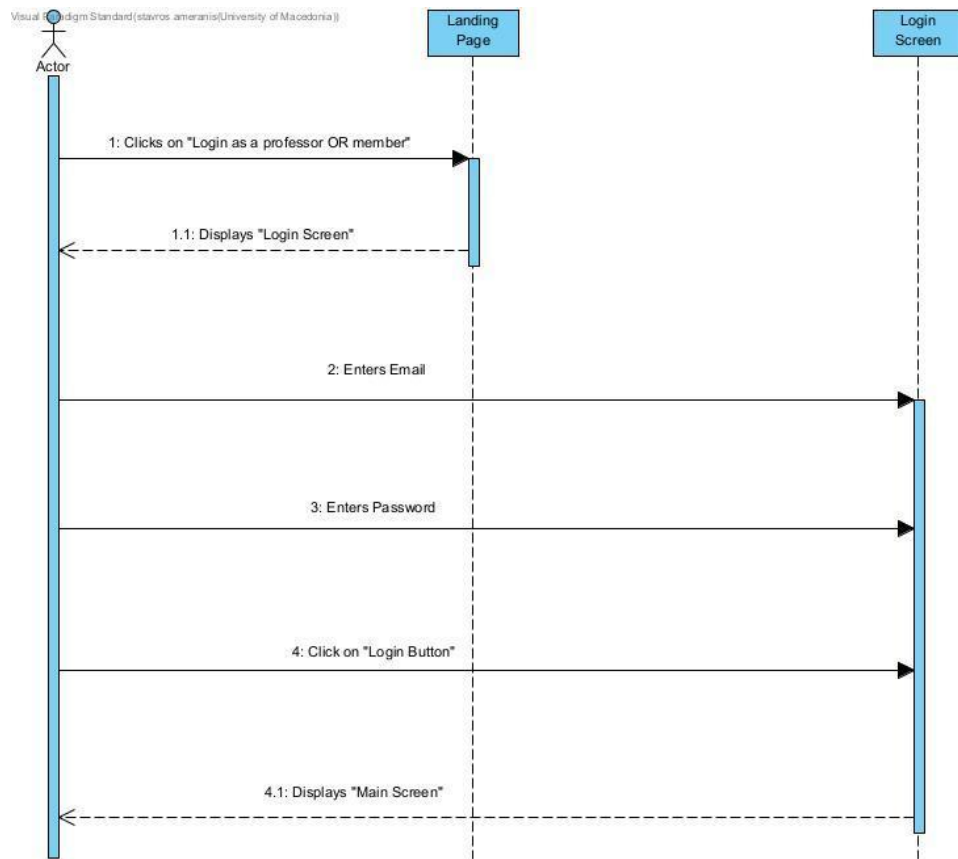 Visual Paradigm Standard(stavros ameranis(University of Macedonia))
Landing
Page
Login
Screen
Actor
1: Clicks on "Login as a professor OR member"
1.1: Displays "Login Screen"
2: Enters Email
3: Enters Password
4: Click on "Login Button"
4.1: Displays "Main Screen"